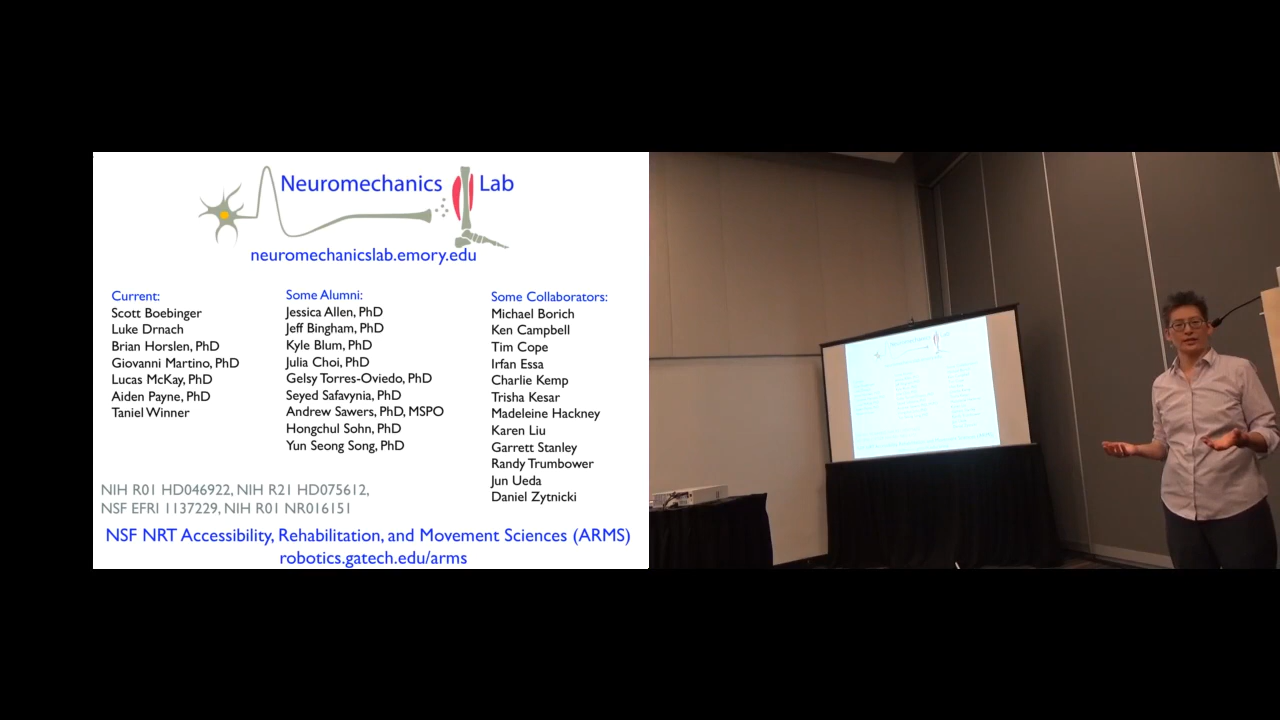 Neuromechanics Lab
neuromechanicslab.emory.edu
Current:
Scott Boebinger
Luke Drnach
Brian Horslen, PhD
Giovanni Martino, PhD
Lucas McKay, PhD
Aiden Payne, PhD
Taniel Winner
Some Alumni:
Jessica Allen, PhD
Jeff Bingham, PhD
Kyle Blum, PhD
Julia Choi, PhD
Gelsy Torres-Oviedo, PhD
Seyed Safavynia, PhD
Andrew Sawers, PhD, MSPO
Hongchul Sohn, PhD
Yun Seong Song, PhD
Some Collaborators:
Michael Borich
Ken Campbell
Tim Cope
Irfan Essa
Charlie Kemp
Trisha Kesar
Madeleine Hackney
Karen Liu
Garrett Stanley
Randy Trumbower
Jun Ueda
Daniel Zytnicki
NIH R01 HD046922, NIH R21 HD075612,
NSF EFRI 1137229, NIH R01 NR016151
NSF NRT Accessibility, Rehabilitation, and Movement Sciences (ARMS)
robotics.gatech.edu/arms